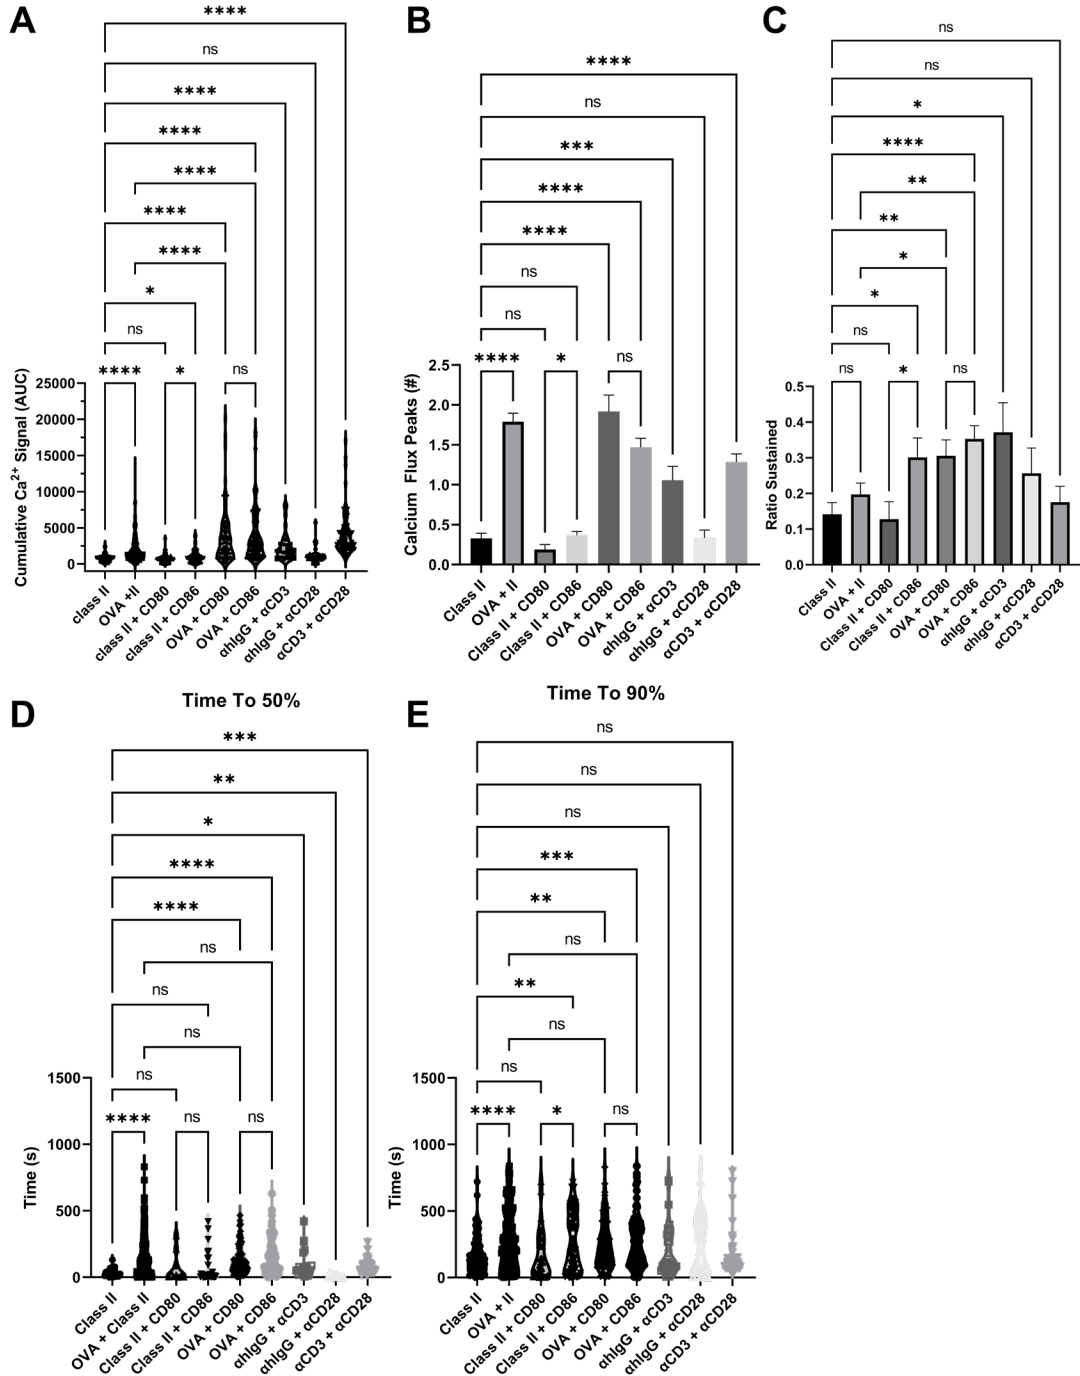 A
****
ns
****
****
****
****
****
*
ns
****
*
ns
Cumulative Ca2+ Signal (AUC)
25000
20000
15000
10000
5000
0
class II
OVA +II
class II + CD80
class II + CD86
OVA + CD80
OVA + CD86
αhIgG + αCD3
αhIgG + αCD28
αCD3 + αCD28
B
****
ns
***
****
****
ns
ns
****
*
ns
Calcium Flux Peaks (#)
2.5
2.0
1.5
1.0
0.5
0.0
Class II
OVA + II
Class II + CD80
Class II + CD86
OVA + CD80
OVA + CD86
αhIgG + αCD3
αhIgG + αCD28
αCD3 + αCD28
C
ns
ns
*
****
**
**
*
*
ns
ns
*
ns
Ratio Sustained
0.5
0.4
0.3
0.2
0.1
0.0
Class II
OVA + II
Class II + CD80
Class II + CD86
OVA + CD80
OVA + CD86
αhIgG + αCD3
αhIgG + αCD28
αCD3 + αCD28
D
Time To 50%
***
**
*
****
****
ns
ns
ns
ns
****
ns
ns
Time (s)
1500
1000
500
0
Class II
OVA + Class II
Class II + CD80
Class II + CD86
OVA + CD80
OVA + CD86
αhIgG + αCD3
αhIgG + αCD28
αCD3 + αCD28
E
Time To 90%
ns
ns
ns
***
**
ns
**
ns
ns
****
*
ns
Time (s)
1500
1000
500
0
Class II
OVA + II
Class II + CD80
Class II + CD86
OVA + CD80
OVA + CD86
αhIgG + αCD3
αhIgG + αCD28
αCD3 + αCD28